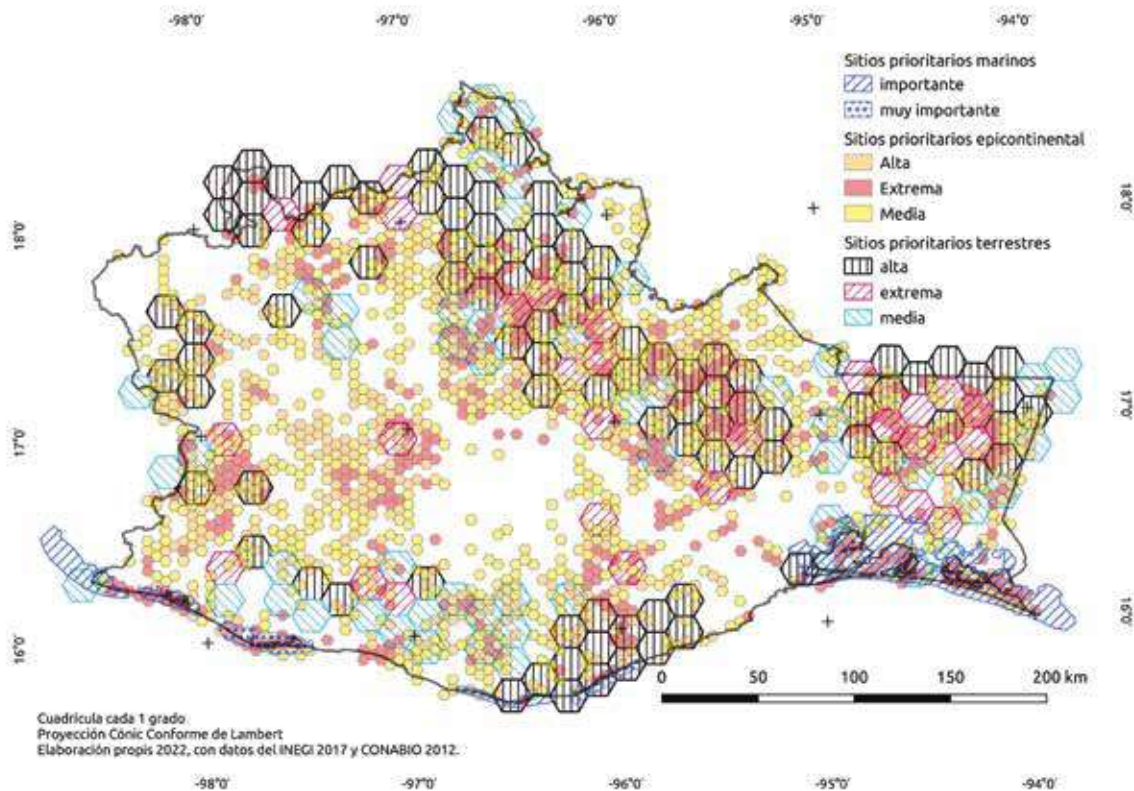 -98°0' -97°0' -96°0' -95°0' -94°0'
Sitios prioritarios marinos
importante
muy importante
Sitios prioritarios epicontinental
Alta
Extrema
Media
Sitios prioritarios terrestres
alta
extrema
media
18°0' 18°0'
17°0' 17°0'
16°0' 16°0'
0 50 100 150 200 km
Cuadrícula cada 1 grado
Proyección Cónic Conforme de Lambert
Elaboración propis 2022, con datos del INEGI 2017 y CONABIO 2012.
-98°0' -97°0' -96°0' -95°0' -94°0'